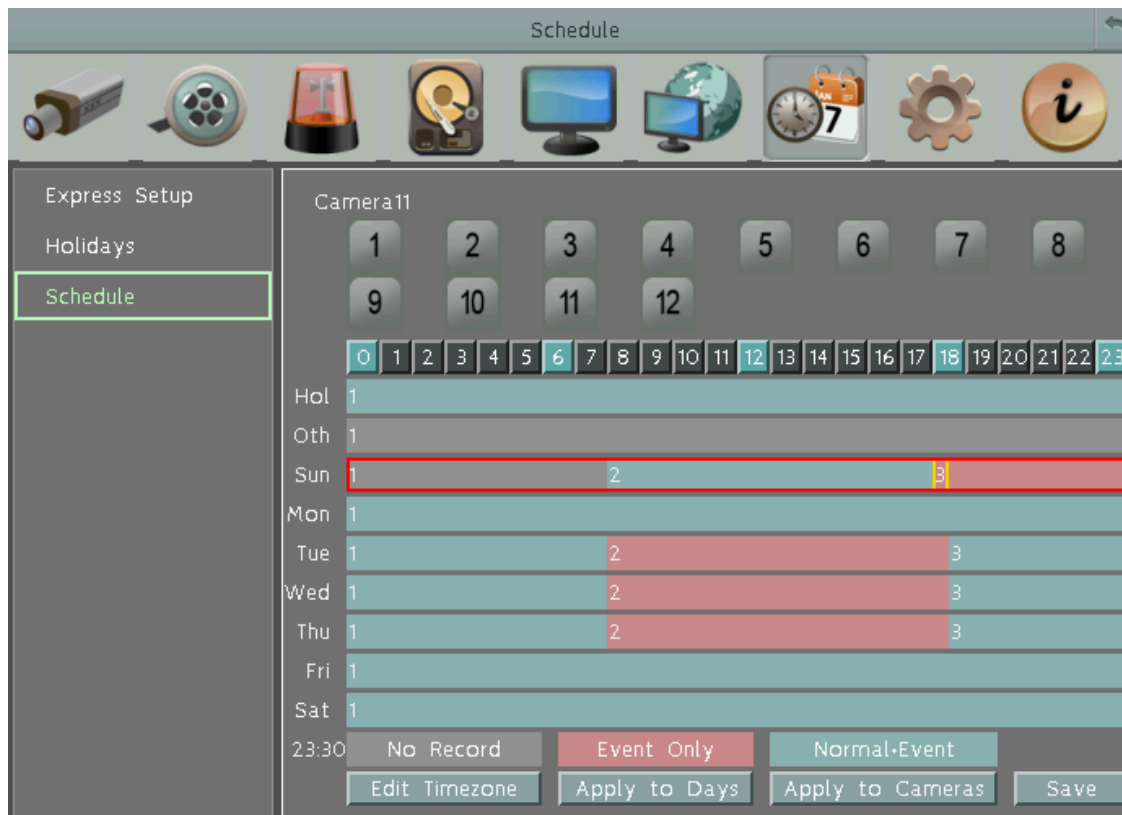 Schedule
JAN
7
i
Express Setup
Holidays
Schedule
Camera11
1 2 3 4 5 6 7 8
9 10 11 12
0 1 2 3 4 5 6 7 8 9 10 11 12 13 14 15 16 17 18 19 20 21 22 23
Hol 1
Oth 1
Sun 1 2 3
Mon 1
Tue 1 2 3
Wed 1 2 3
Thu 1 2 3
Fri 1
Sat 1
23:30 No Record Event Only Normal+Event
Edit Timezone Apply to Days Apply to Cameras Save